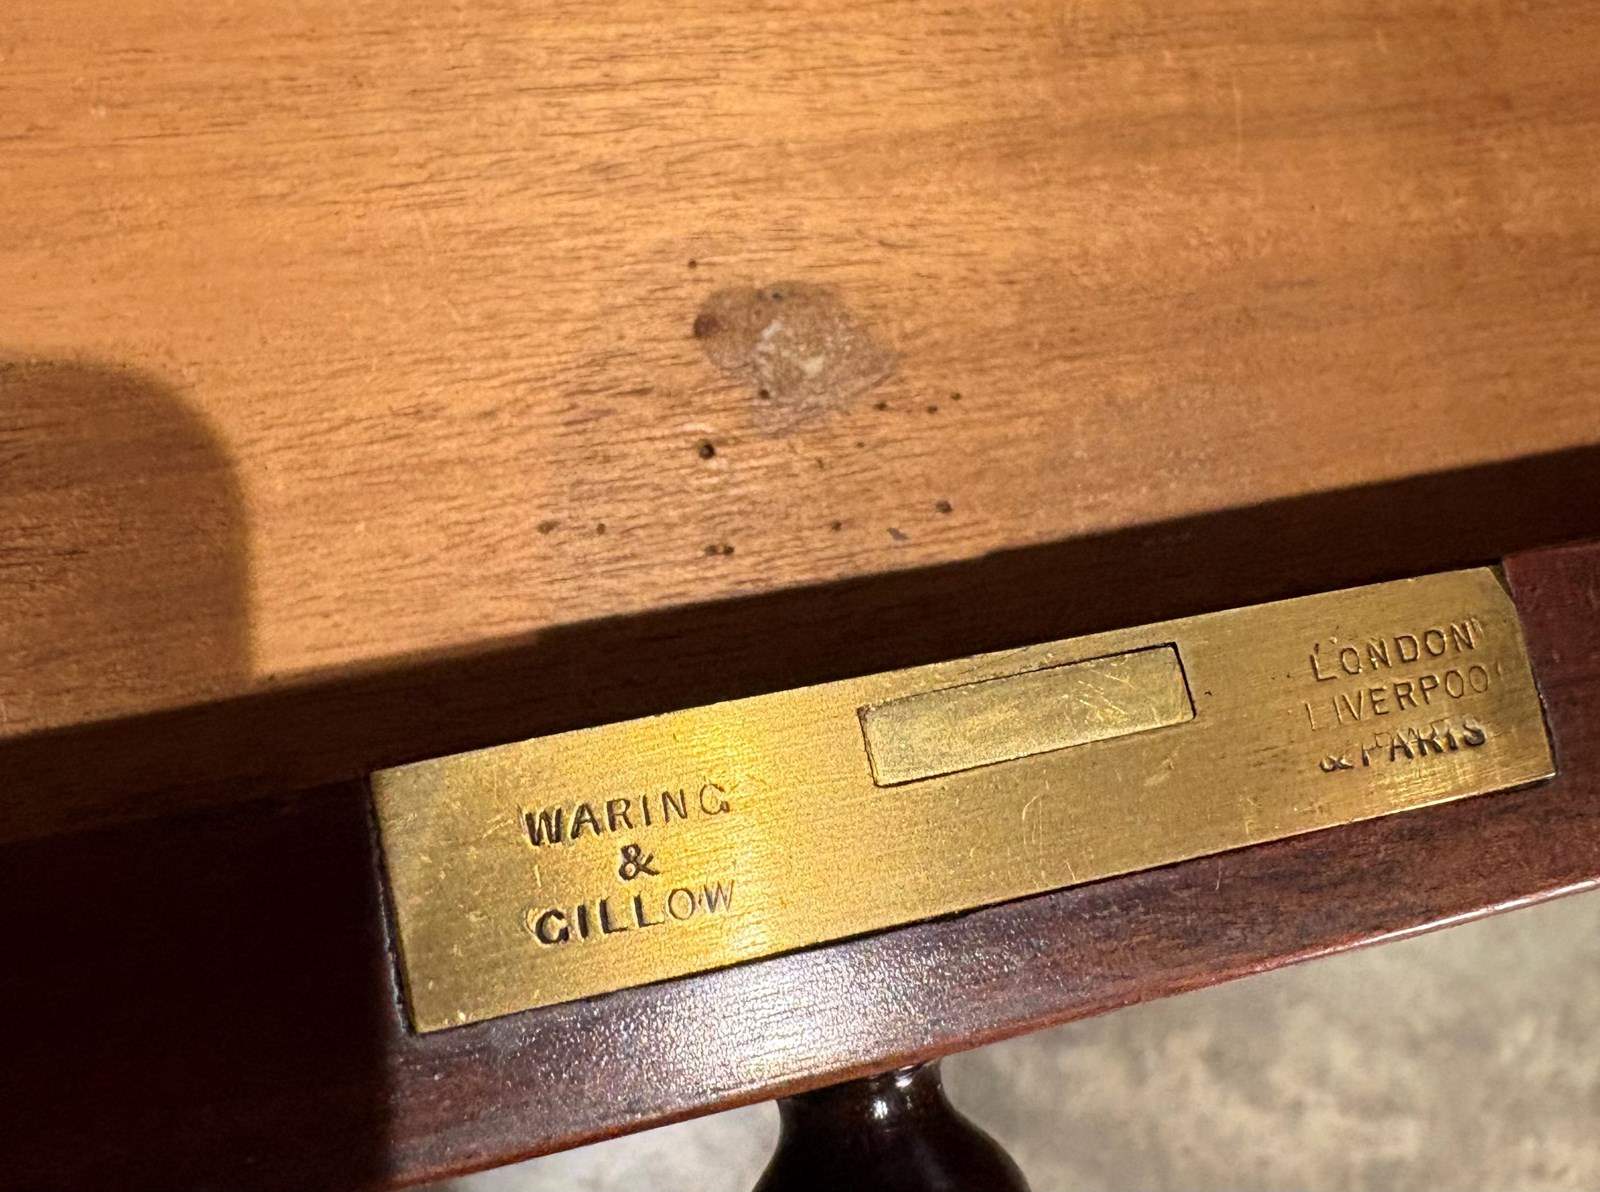 WARING
&
GILLOW
LONDON
LIVERPOOL
& PARIS